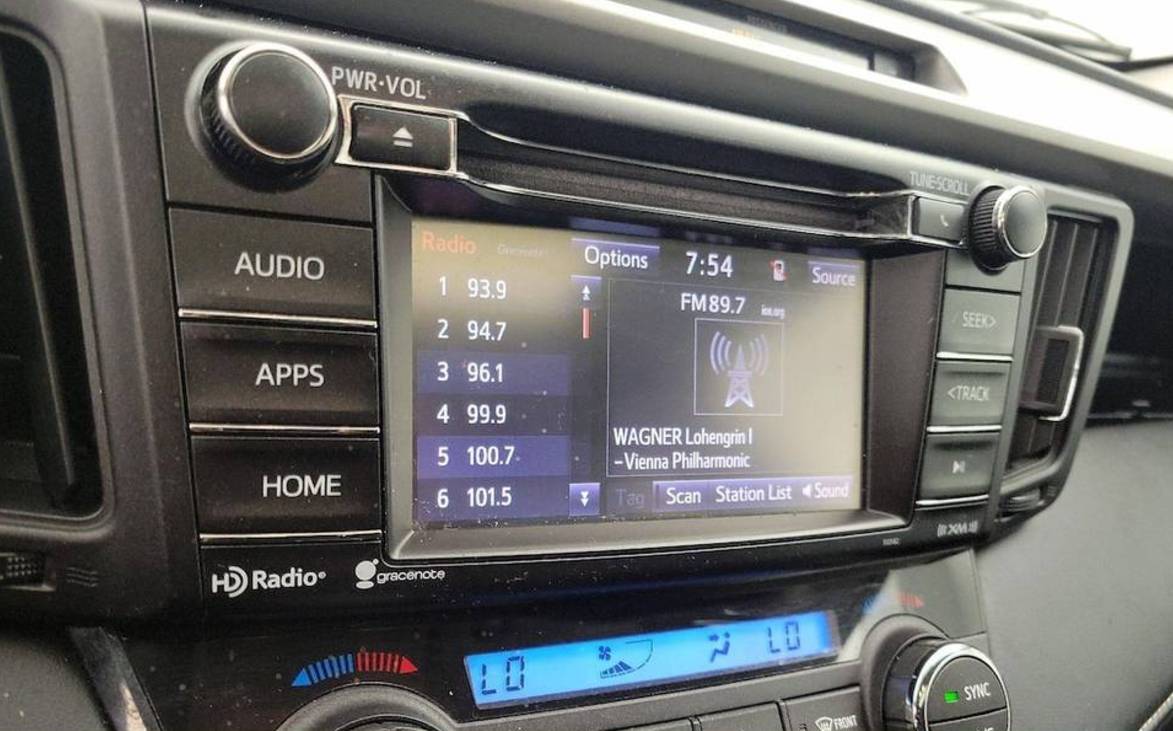 PWR·VOL
TUNE·SCROLL
AUDIO
APPS
HOME
Radio
Gracenote
Options
7:54
Source
1 93.9
2 94.7
3 96.1
4 99.9
5 100.7
6 101.5
FM 89.7
WAGNER Lohengrin I
–Vienna Philharmonic
Tag
Scan
Station List
Sound
SEEK>
<TRACK
XM
HD Radio®
gracenote
LO
LO
SYNC
FRONT